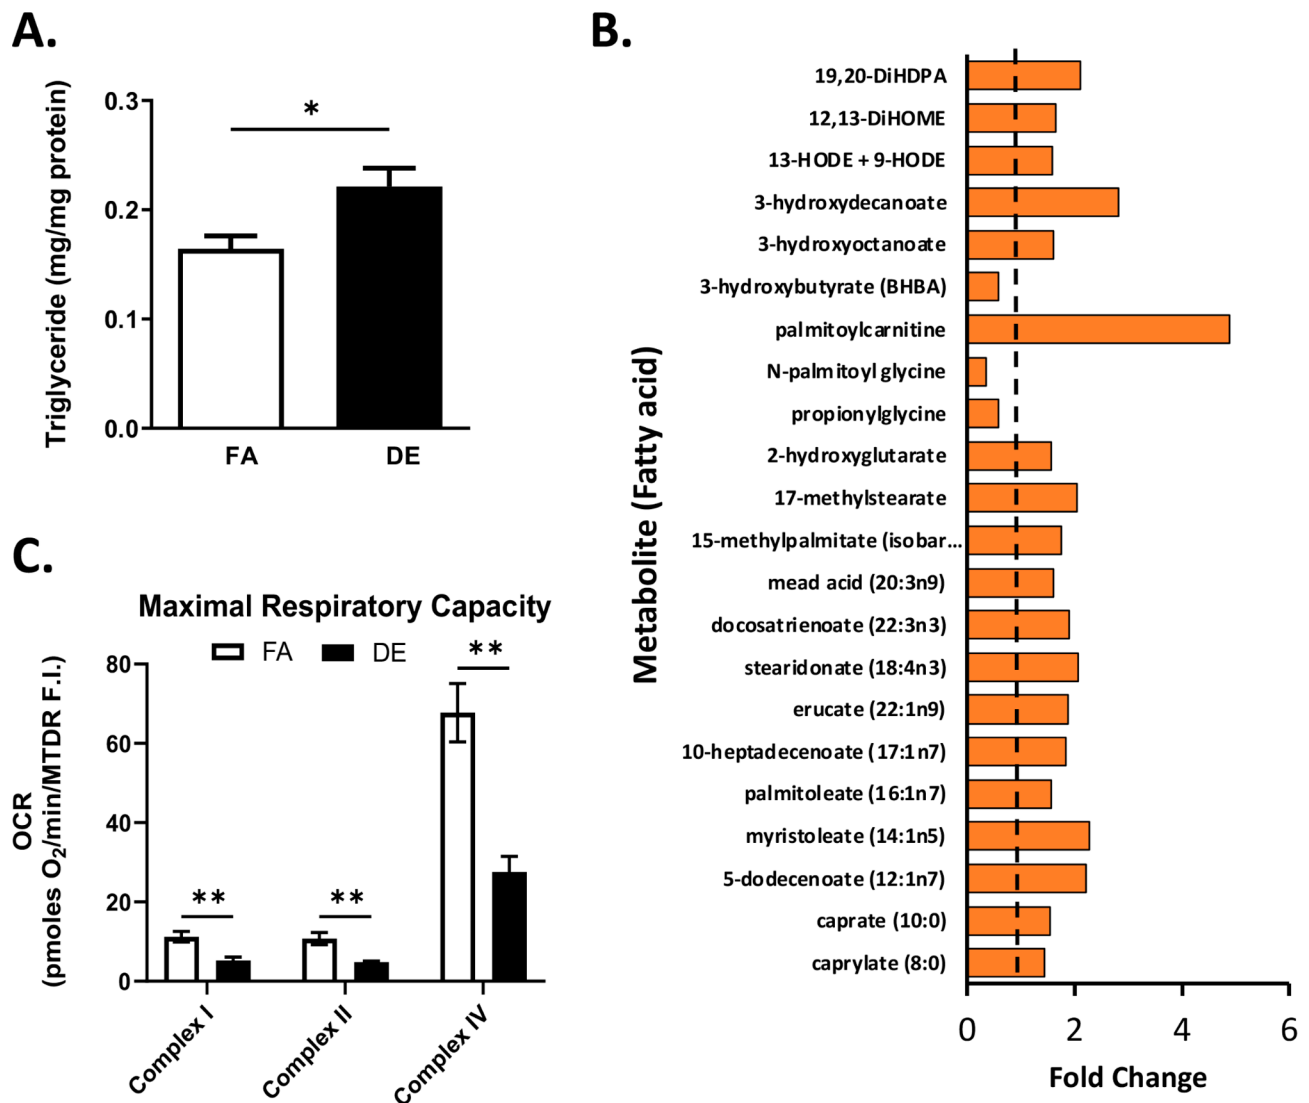 A.
Triglyceride (mg/mg protein)
0.3
0.2
0.1
0.0
*
FA
DE
B.
Metabolite (Fatty acid)
19,20-DiHDPA
12,13-DiHOME
13-HODE + 9-HODE
3-hydroxydecanoate
3-hydroxyoctanoate
3-hydroxybutyrate (BHBA)
palmitoylcarnitine
N-palmitoyl glycine
propionylglycine
2-hydroxyglutarate
17-methylstearate
15-methylpalmitate (isobar...
mead acid (20:3n9)
docosatrienoate (22:3n3)
stearidonate (18:4n3)
erucate (22:1n9)
10-heptadecenoate (17:1n7)
palmitoleate (16:1n7)
myristoleate (14:1n5)
5-dodecenoate (12:1n7)
caprate (10:0)
caprylate (8:0)
0
2
4
6
Fold Change
C.
Maximal Respiratory Capacity
FA
DE
OCR
(pmoles O₂/min/MTDR F.I.)
80
60
40
20
0
**
**
**
Complex I
Complex II
Complex IV